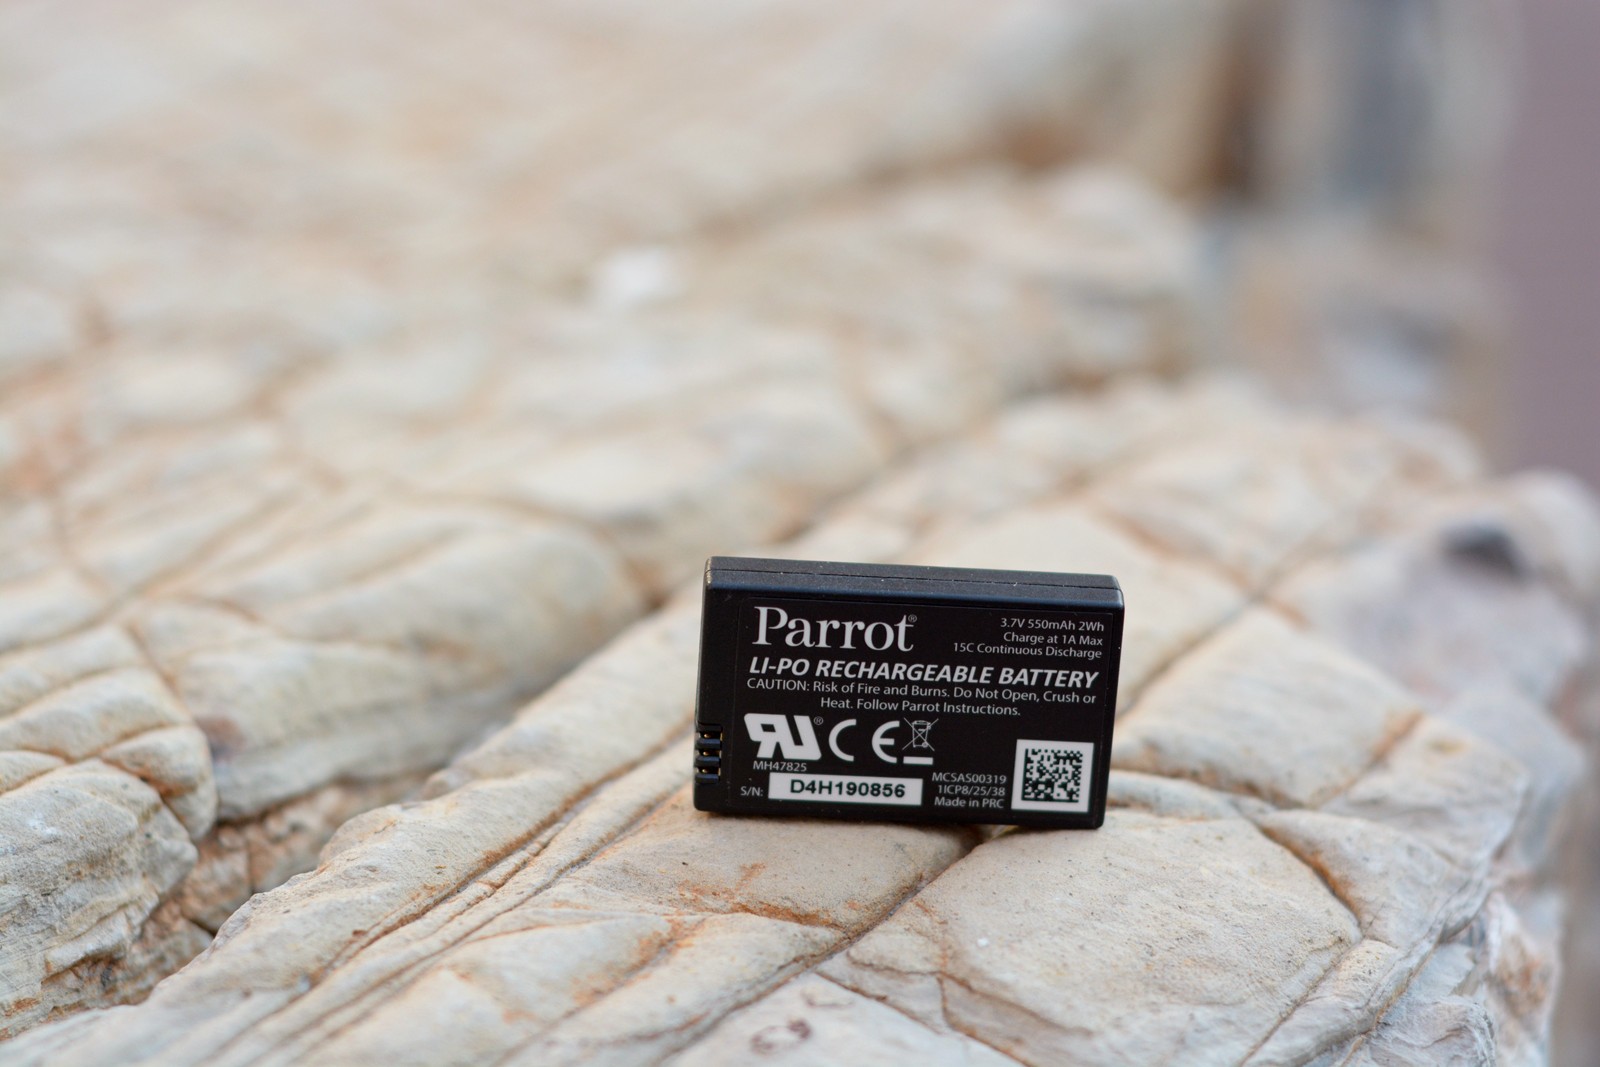 Parrot®
3.7V 550mAh 2Wh
Charge at 1A Max
15C Continuous Discharge
LI-PO RECHARGEABLE BATTERY
CAUTION: Risk of Fire and Burns. Do Not Open, Crush or
Heat. Follow Parrot Instructions.
MH47825
S/N: D4H190856
MCSAS00319
1ICP8/25/38
Made in PRC